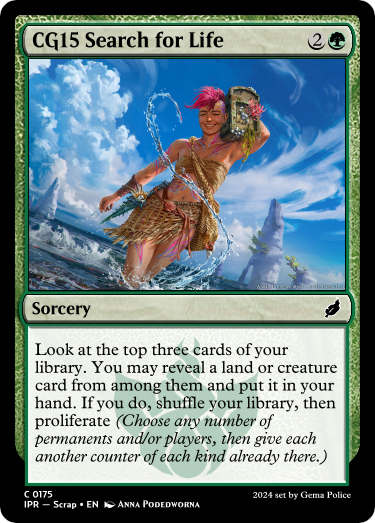 CG15 Search for Life 2
Sorcery
Look at the top three cards of your
library. You may reveal a land or creature
card from among them and put it in your
hand. If you do, shuffle your library, then
proliferate (Choose any number of
permanents and/or players, then give each
another counter of each kind already there.)
C 0175
IPR — Scrap • EN Anna Podedworna
2024 set by Gema Police